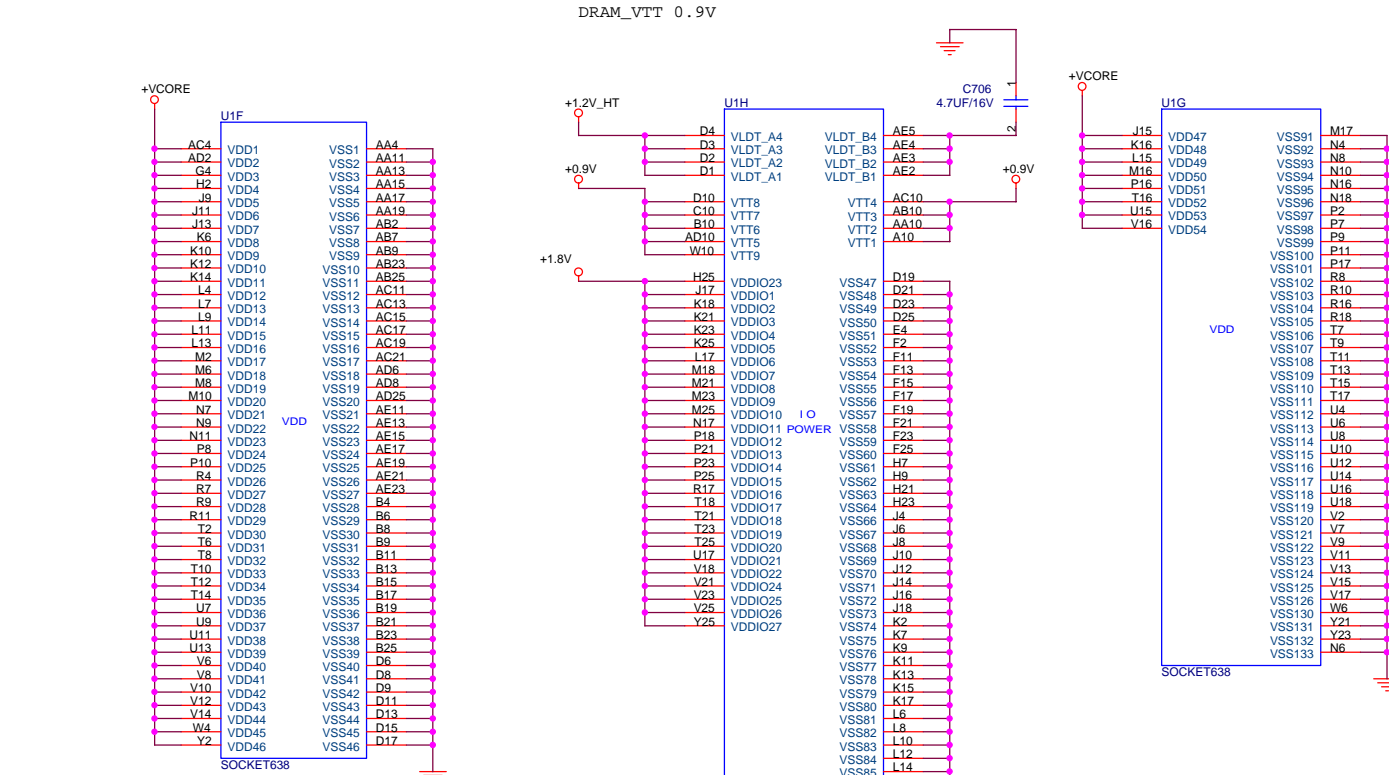 DRAM_VTT 0.9V
+VCORE
U1F
AC4 VDD1 VSS1 AA4
AD2 VDD2 VSS2 AA11
G4 VDD3 VSS3 AA13
H2 VDD4 VSS4 AA15
J9 VDD5 VSS5 AA17
J11 VDD6 VSS6 AA19
J13 VDD7 VSS7 AB2
K6 VDD8 VSS8 AB7
K10 VDD9 VSS9 AB9
K12 VDD10 VSS10 AB23
K14 VDD11 VSS11 AB25
L4 VDD12 VSS12 AC11
L7 VDD13 VSS13 AC13
L9 VDD14 VSS14 AC15
L11 VDD15 VSS15 AC17
L13 VDD16 VSS16 AC19
M2 VDD17 VSS17 AC21
M6 VDD18 VSS18 AD6
M8 VDD19 VSS19 AD8
M10 VDD20 VSS20 AD25
N7 VDD21 VSS21 AE11
N9 VDD22 VSS22 AE13
N11 VDD23 VSS23 AE15
P8 VDD24 VSS24 AE17
P10 VDD25 VSS25 AE19
R4 VDD26 VSS26 AE21
R7 VDD27 VSS27 AE23
R9 VDD28 VSS28 B4
R11 VDD29 VSS29 B6
T2 VDD30 VSS30 B8
T6 VDD31 VSS31 B9
T8 VDD32 VSS32 B11
T10 VDD33 VSS33 B13
T12 VDD34 VSS34 B15
T14 VDD35 VSS35 B17
U7 VDD36 VSS36 B19
U9 VDD37 VSS37 B21
U11 VDD38 VSS38 B23
U13 VDD39 VSS39 B25
V6 VDD40 VSS40 D6
V8 VDD41 VSS41 D8
V10 VDD42 VSS42 D9
V12 VDD43 VSS43 D11
V14 VDD44 VSS44 D13
W4 VDD45 VSS45 D15
Y2 VDD46 VSS46 D17
VDD
SOCKET638
C706
4.7UF/16V
1
2
+1.2V_HT
U1H
D4 VLDT_A4 VLDT_B4 AE5
D3 VLDT_A3 VLDT_B3 AE4
D2 VLDT_A2 VLDT_B2 AE3
D1 VLDT_A1 VLDT_B1 AE2
+0.9V
+0.9V
D10 VTT8 VTT4 AC10
C10 VTT7 VTT3 AB10
B10 VTT6 VTT2 AA10
AD10 VTT5 VTT1 A10
W10 VTT9
+1.8V
H25 VDDIO23 VSS47 D19
J17 VDDIO1 VSS48 D21
K18 VDDIO2 VSS49 D23
K21 VDDIO3 VSS50 D25
K23 VDDIO4 VSS51 E4
K25 VDDIO5 VSS52 F2
L17 VDDIO6 VSS53 F11
M18 VDDIO7 VSS54 F13
M21 VDDIO8 VSS55 F15
M23 VDDIO9 VSS56 F17
M25 VDDIO10 VSS57 F19
N17 VDDIO11 VSS58 F21
P18 VDDIO12 VSS59 F23
P21 VDDIO13 VSS60 F25
P23 VDDIO14 VSS61 H7
P25 VDDIO15 VSS62 H9
R17 VDDIO16 VSS63 H21
T18 VDDIO17 VSS64 H23
T21 VDDIO18 VSS66 J4
T23 VDDIO19 VSS67 J6
T25 VDDIO20 VSS68 J8
U17 VDDIO21 VSS69 J10
V18 VDDIO22 VSS70 J12
V21 VDDIO24 VSS71 J14
V23 VDDIO25 VSS72 J16
V25 VDDIO26 VSS73 J18
Y25 VDDIO27 VSS74 K2
VSS75 K7
VSS76 K9
VSS77 K11
VSS78 K13
VSS79 K15
VSS80 K17
VSS81 L6
VSS82 L8
VSS83 L10
VSS84 L12
VSS85 L14
I O
POWER
+VCORE
U1G
J15 VDD47 VSS91 M17
K16 VDD48 VSS92 N4
L15 VDD49 VSS93 N8
M16 VDD50 VSS94 N10
P16 VDD51 VSS95 N16
T16 VDD52 VSS96 N18
U15 VDD53 VSS97 P2
V16 VDD54 VSS98 P7
VSS99 P9
VSS100 P11
VSS101 P17
VSS102 R8
VSS103 R10
VSS104 R16
VSS105 R18
VSS106 T7
VSS107 T9
VSS108 T11
VSS109 T13
VSS110 T15
VSS111 T17
VSS112 U4
VSS113 U6
VSS114 U8
VSS115 U10
VSS116 U12
VSS117 U14
VSS118 U16
VSS119 U18
VSS120 V2
VSS121 V7
VSS122 V9
VSS123 V11
VSS124 V13
VSS125 V15
VSS126 V17
VSS130 W6
VSS131 Y21
VSS132 Y23
VSS133 N6
VDD
SOCKET638